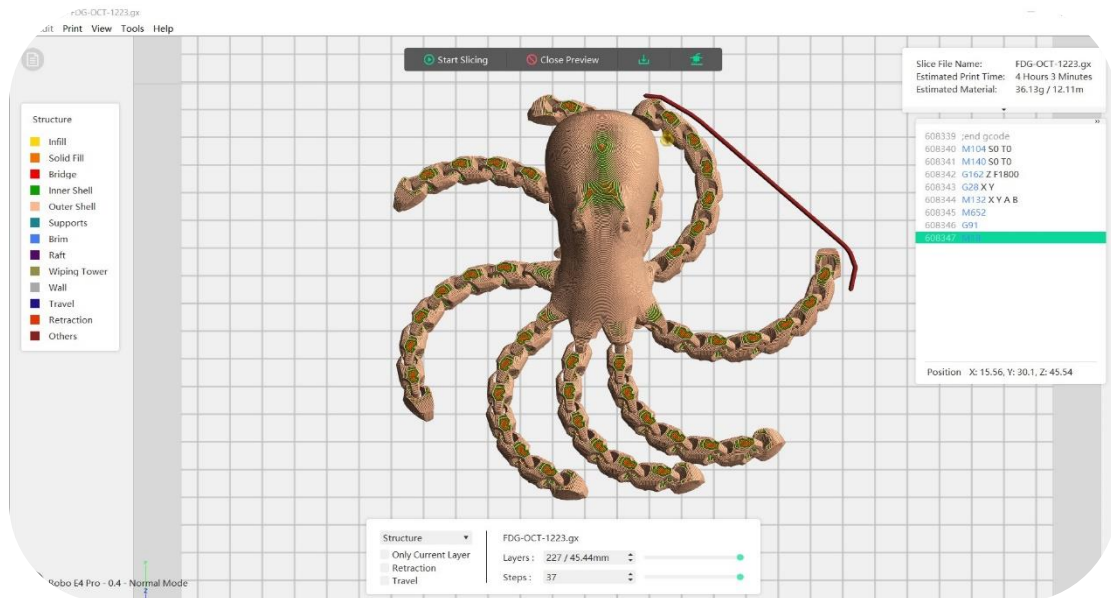 FDG-OCT-1223.gx
Print View Tools Help
Start Slicing Close Preview
Slice File Name: FDG-OCT-1223.gx
Estimated Print Time: 4 Hours 3 Minutes
Estimated Material: 36.13g / 12.11m
Structure
Infill
Solid Fill
Bridge
Inner Shell
Outer Shell
Supports
Brim
Raft
Wiping Tower
Wall
Travel
Retraction
Others
»
608339 ;end gcode
608340 M104 S0 T0
608341 M140 S0 T0
608342 G162 Z F1800
608343 G28 X Y
608344 M132 X Y A B
608345 M652
608346 G91
608347
Position X: 15.56, Y: 30.1, Z: 45.54
Structure
Only Current Layer
Retraction
Travel
FDG-OCT-1223.gx
Layers : 227 / 45.44mm
Steps : 37
Robo E4 Pro - 0.4 - Normal Mode
z